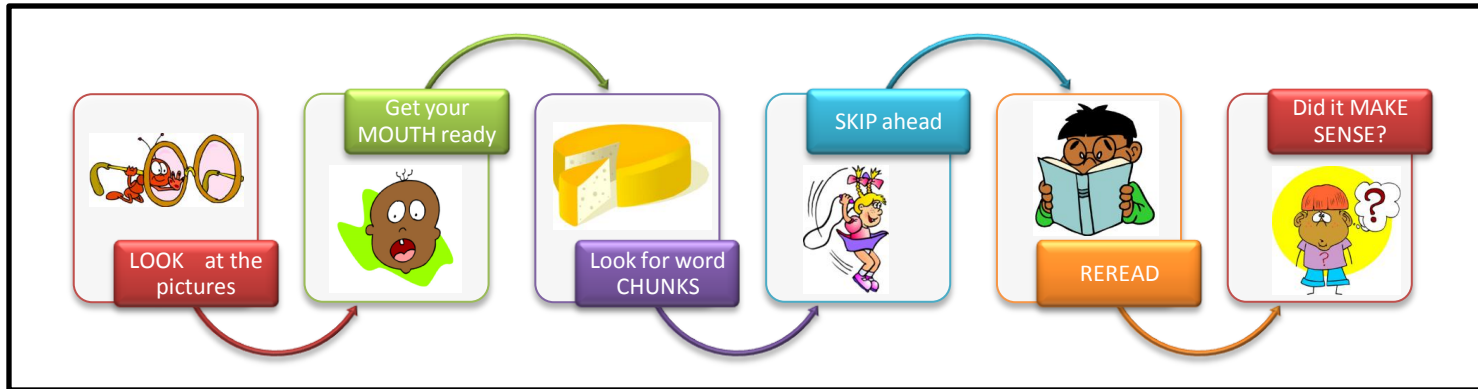 LOOK at the pictures
Get your
MOUTH ready
Look for word
CHUNKS
SKIP ahead
REREAD
Did it MAKE
SENSE?
?
?